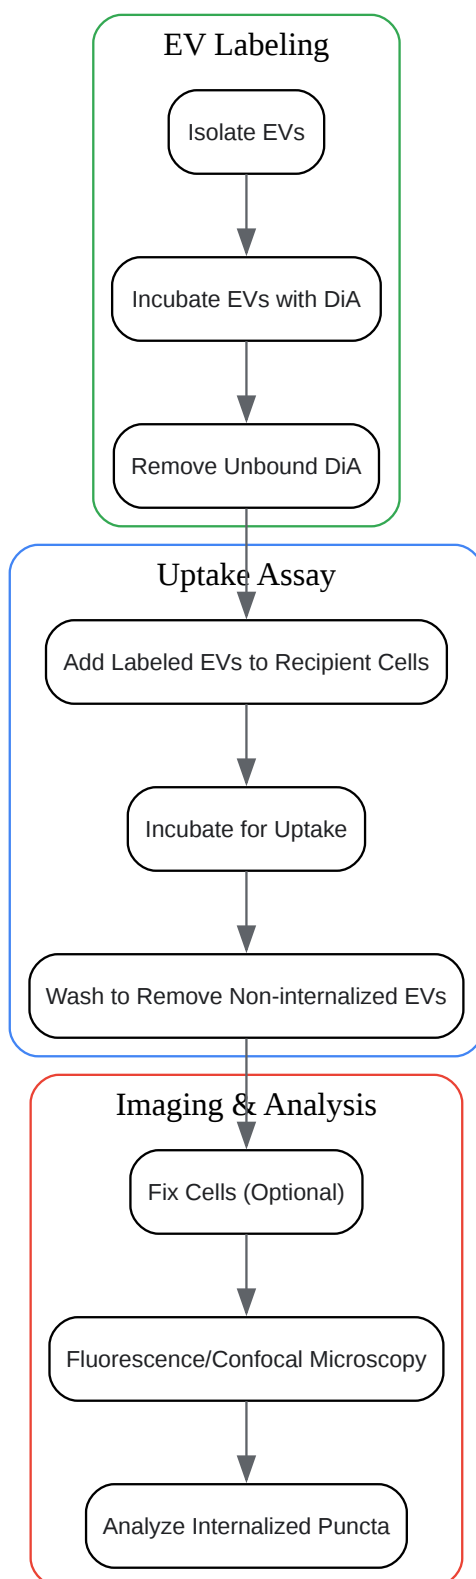 EV Labeling
Isolate EVs
Incubate EVs with DiA
Remove Unbound DiA
Uptake Assay
Add Labeled EVs to Recipient Cells
Incubate for Uptake
Wash to Remove Non-internalized EVs
Imaging & Analysis
Fix Cells (Optional)
Fluorescence/Confocal Microscopy
Analyze Internalized Puncta